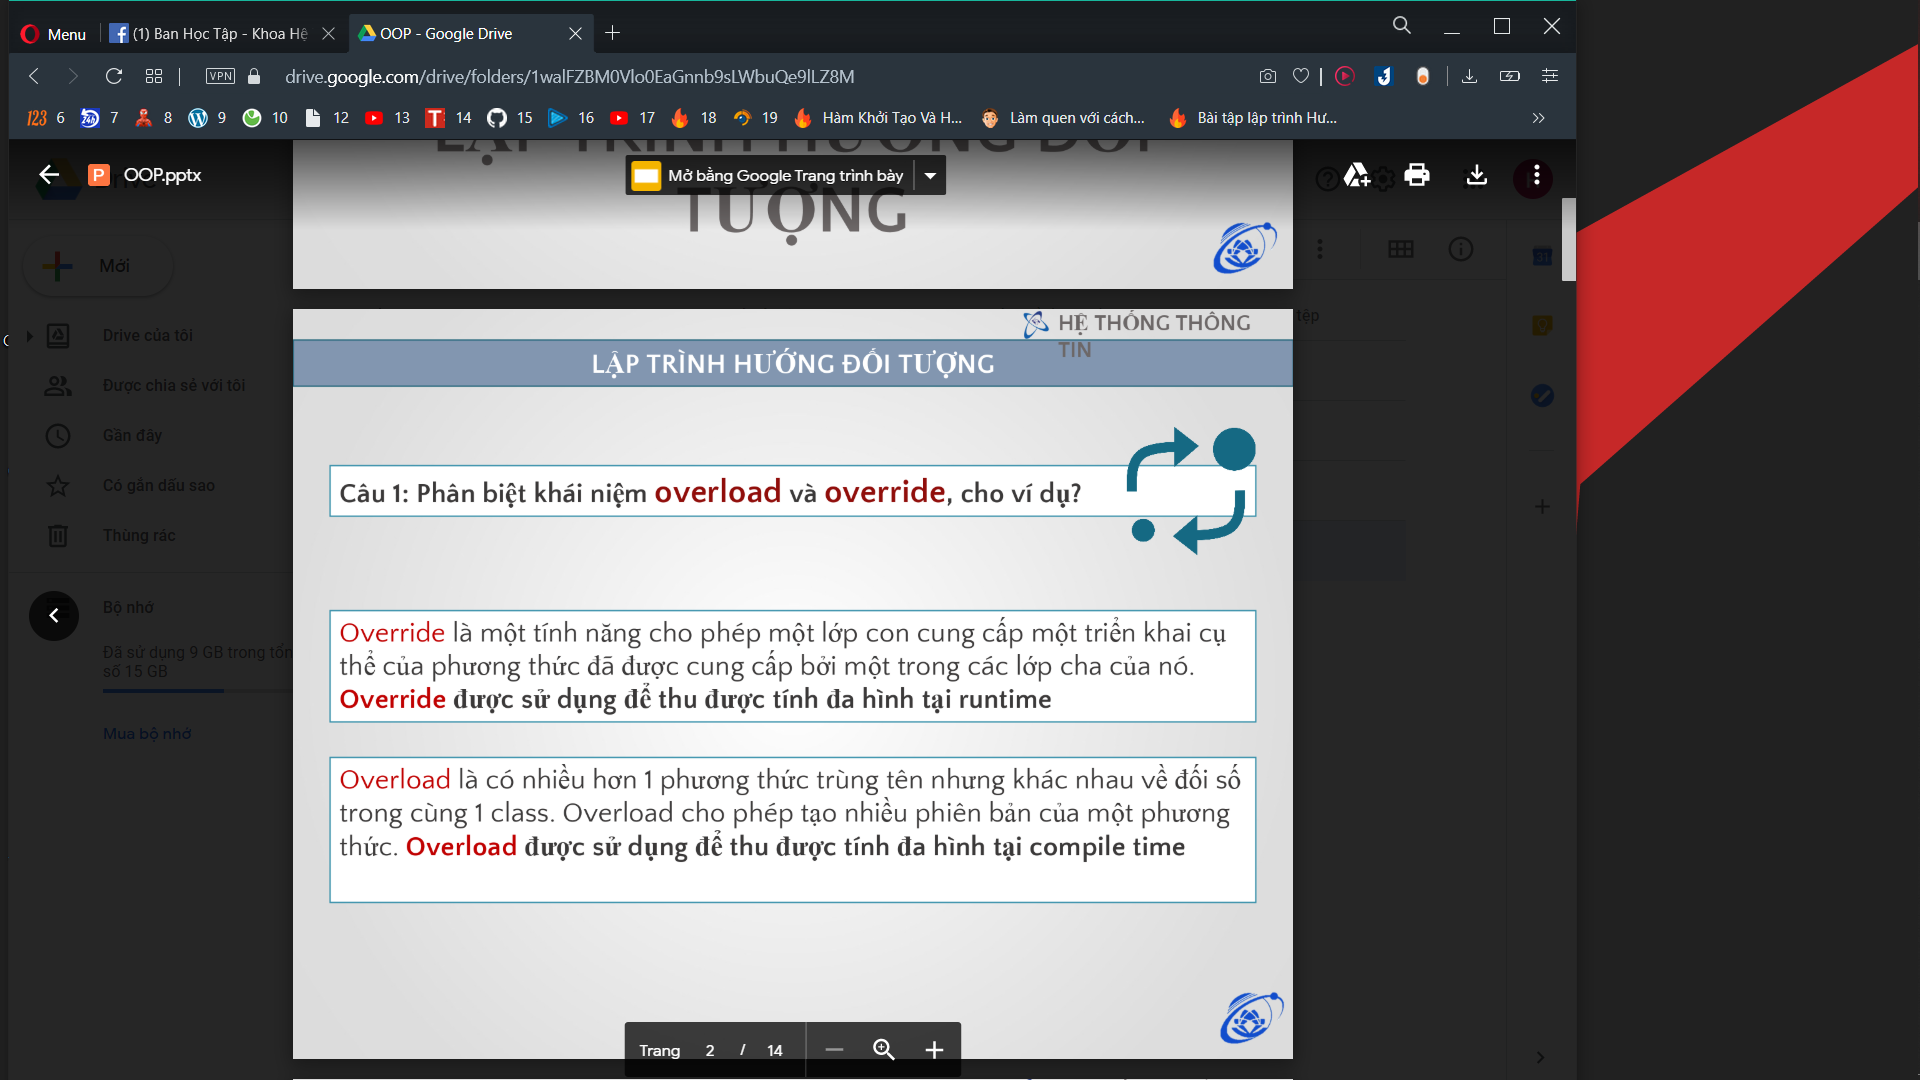 Menu
(1) Ban Học Tập - Khoa Hệ
OOP - Google Drive
VPN
drive.google.com/drive/folders/1walFZBM0Vlo0EaGnnb9sLWbuQe9lLZ8M
123 6
24h 7
8
9
10
12
13
T 14
15
16
17
18
19
Hàm Khởi Tạo Và H...
Làm quen với cách...
Bài tập lập trình Hư...
P OOP.pptx
Mở bằng Google Trang trình bày
LẬP TRÌNH HƯỚNG ĐỐI
TƯỢNG
Mới
Drive của tôi
Được chia sẻ với tôi
Gần đây
Có gắn dấu sao
Thùng rác
Bộ nhớ
Đã sử dụng 9 GB trong tổn
số 15 GB
Mua bộ nhớ
tệp
31
HỆ THỐNG THÔNG
TIN
LẬP TRÌNH HƯỚNG ĐỐI TƯỢNG
Câu 1: Phân biệt khái niệm overload và override, cho ví dụ?
Override là một tính năng cho phép một lớp con cung cấp một triển khai cụ
thể của phương thức đã được cung cấp bởi một trong các lớp cha của nó.
Override được sử dụng để thu được tính đa hình tại runtime
Overload là có nhiều hơn 1 phương thức trùng tên nhưng khác nhau về đối số
trong cùng 1 class. Overload cho phép tạo nhiều phiên bản của một phương
thức. Overload được sử dụng để thu được tính đa hình tại compile time
Trang 2 / 14